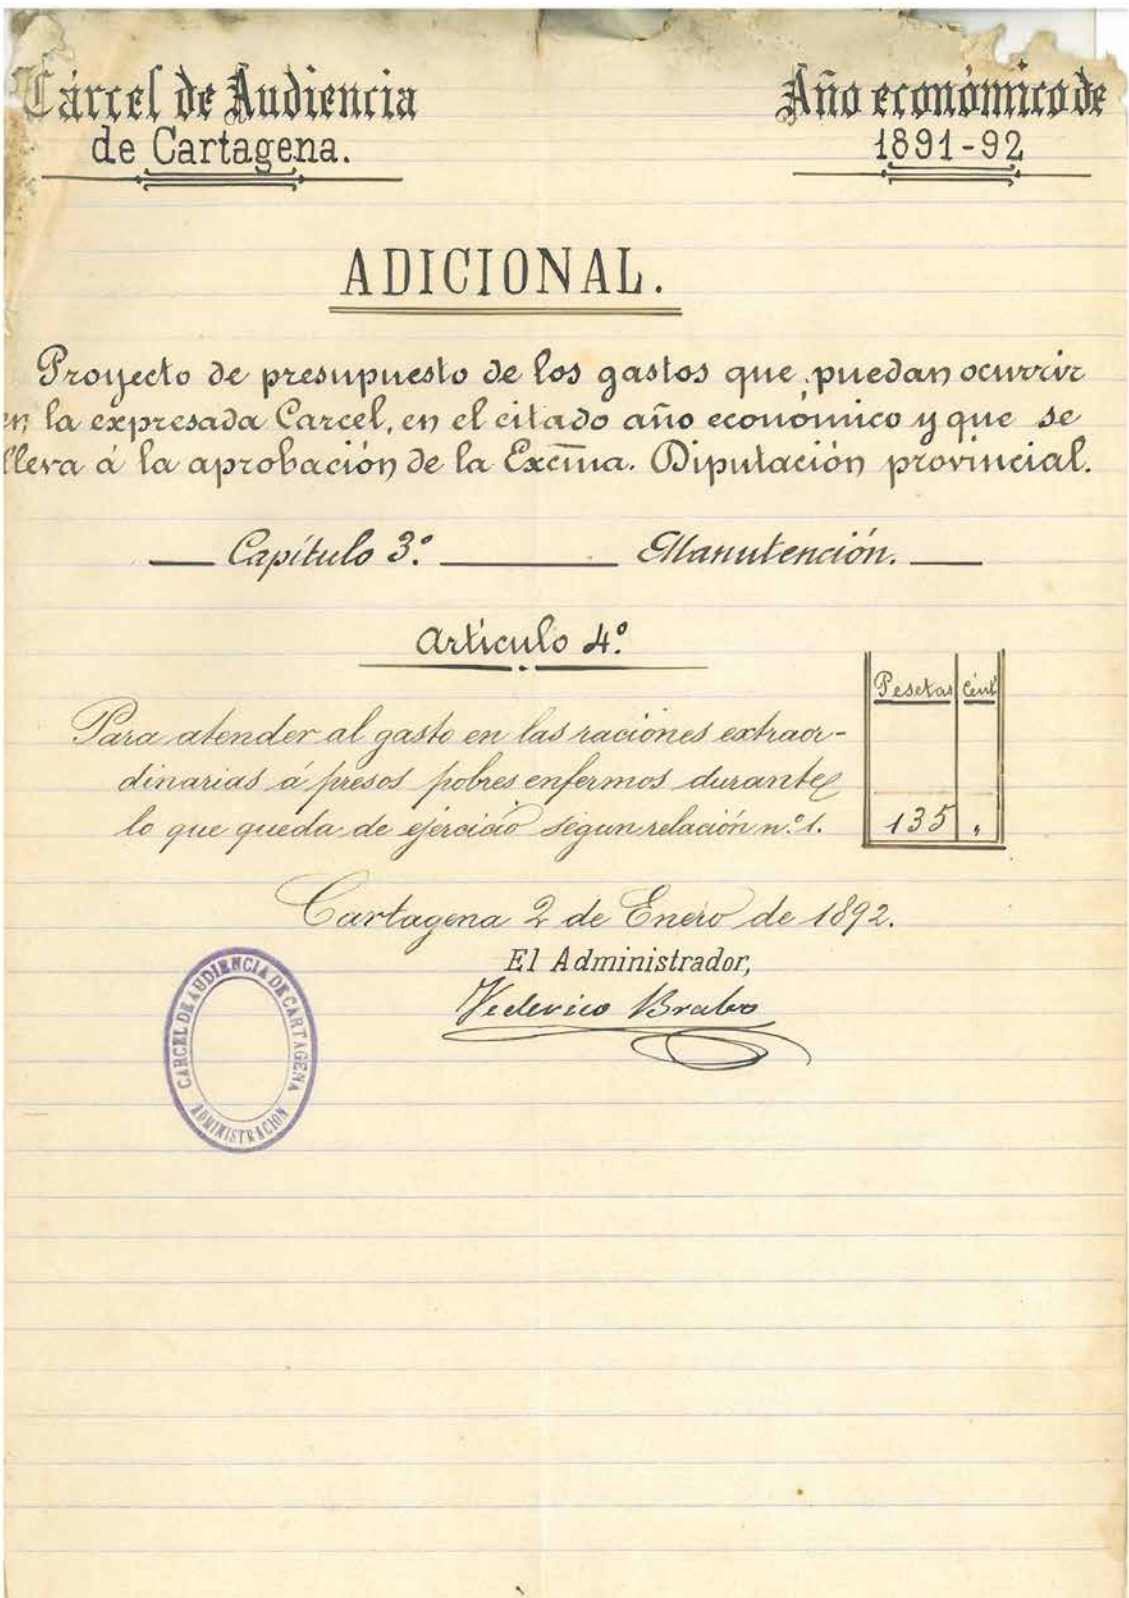 Cárcel de Audiencia
de Cartagena.
Año económico de
1891-92
ADICIONAL.
Proyecto de presupuesto de los gastos que puedan ocurrir
en la expresada Carcel, en el citado año económico y que se
lleva á la aprobación de la Excma. Diputación provincial.
Capítulo 3º. Manutención.
Artículo 4º.
Pesetas Cént
Para atender al gasto en las raciones extraor-
dinarias á presos pobres enfermos durante
lo que queda de ejercicio segun relación n.º 1. 135 "
Cartagena 2 de Enero de 1892.
El Administrador,
Federico Brabo
CARCEL DE AUDIENCIA DE CARTAGENA
ADMINISTRACION